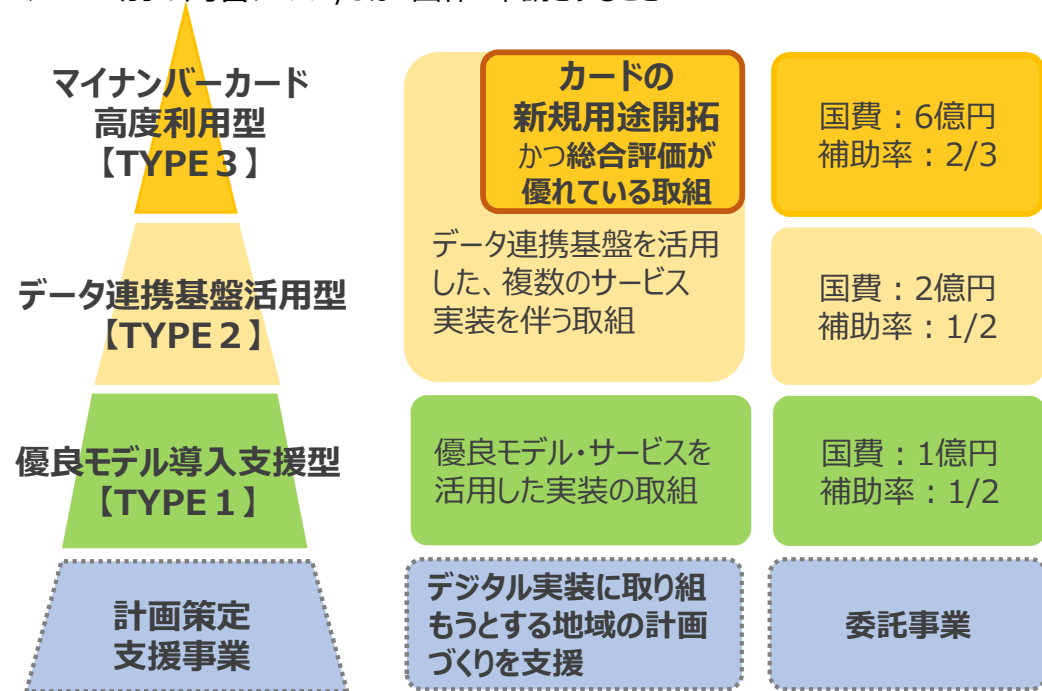 マイナンバーカード
高度利用型
【TYPE３】
カードの
新規用途開拓
かつ総合評価が
優れている取組
国費：6億円
補助率：2/3
データ連携基盤活用型
【TYPE２】
データ連携基盤を活用
した、複数のサービス
実装を伴う取組
国費：2億円
補助率：1/2
優良モデル導入支援型
【TYPE１】
優良モデル・サービスを
活用した実装の取組
国費：1億円
補助率：1/2
計画策定
支援事業
デジタル実装に取り組
もうとする地域の計画
づくりを支援
委託事業